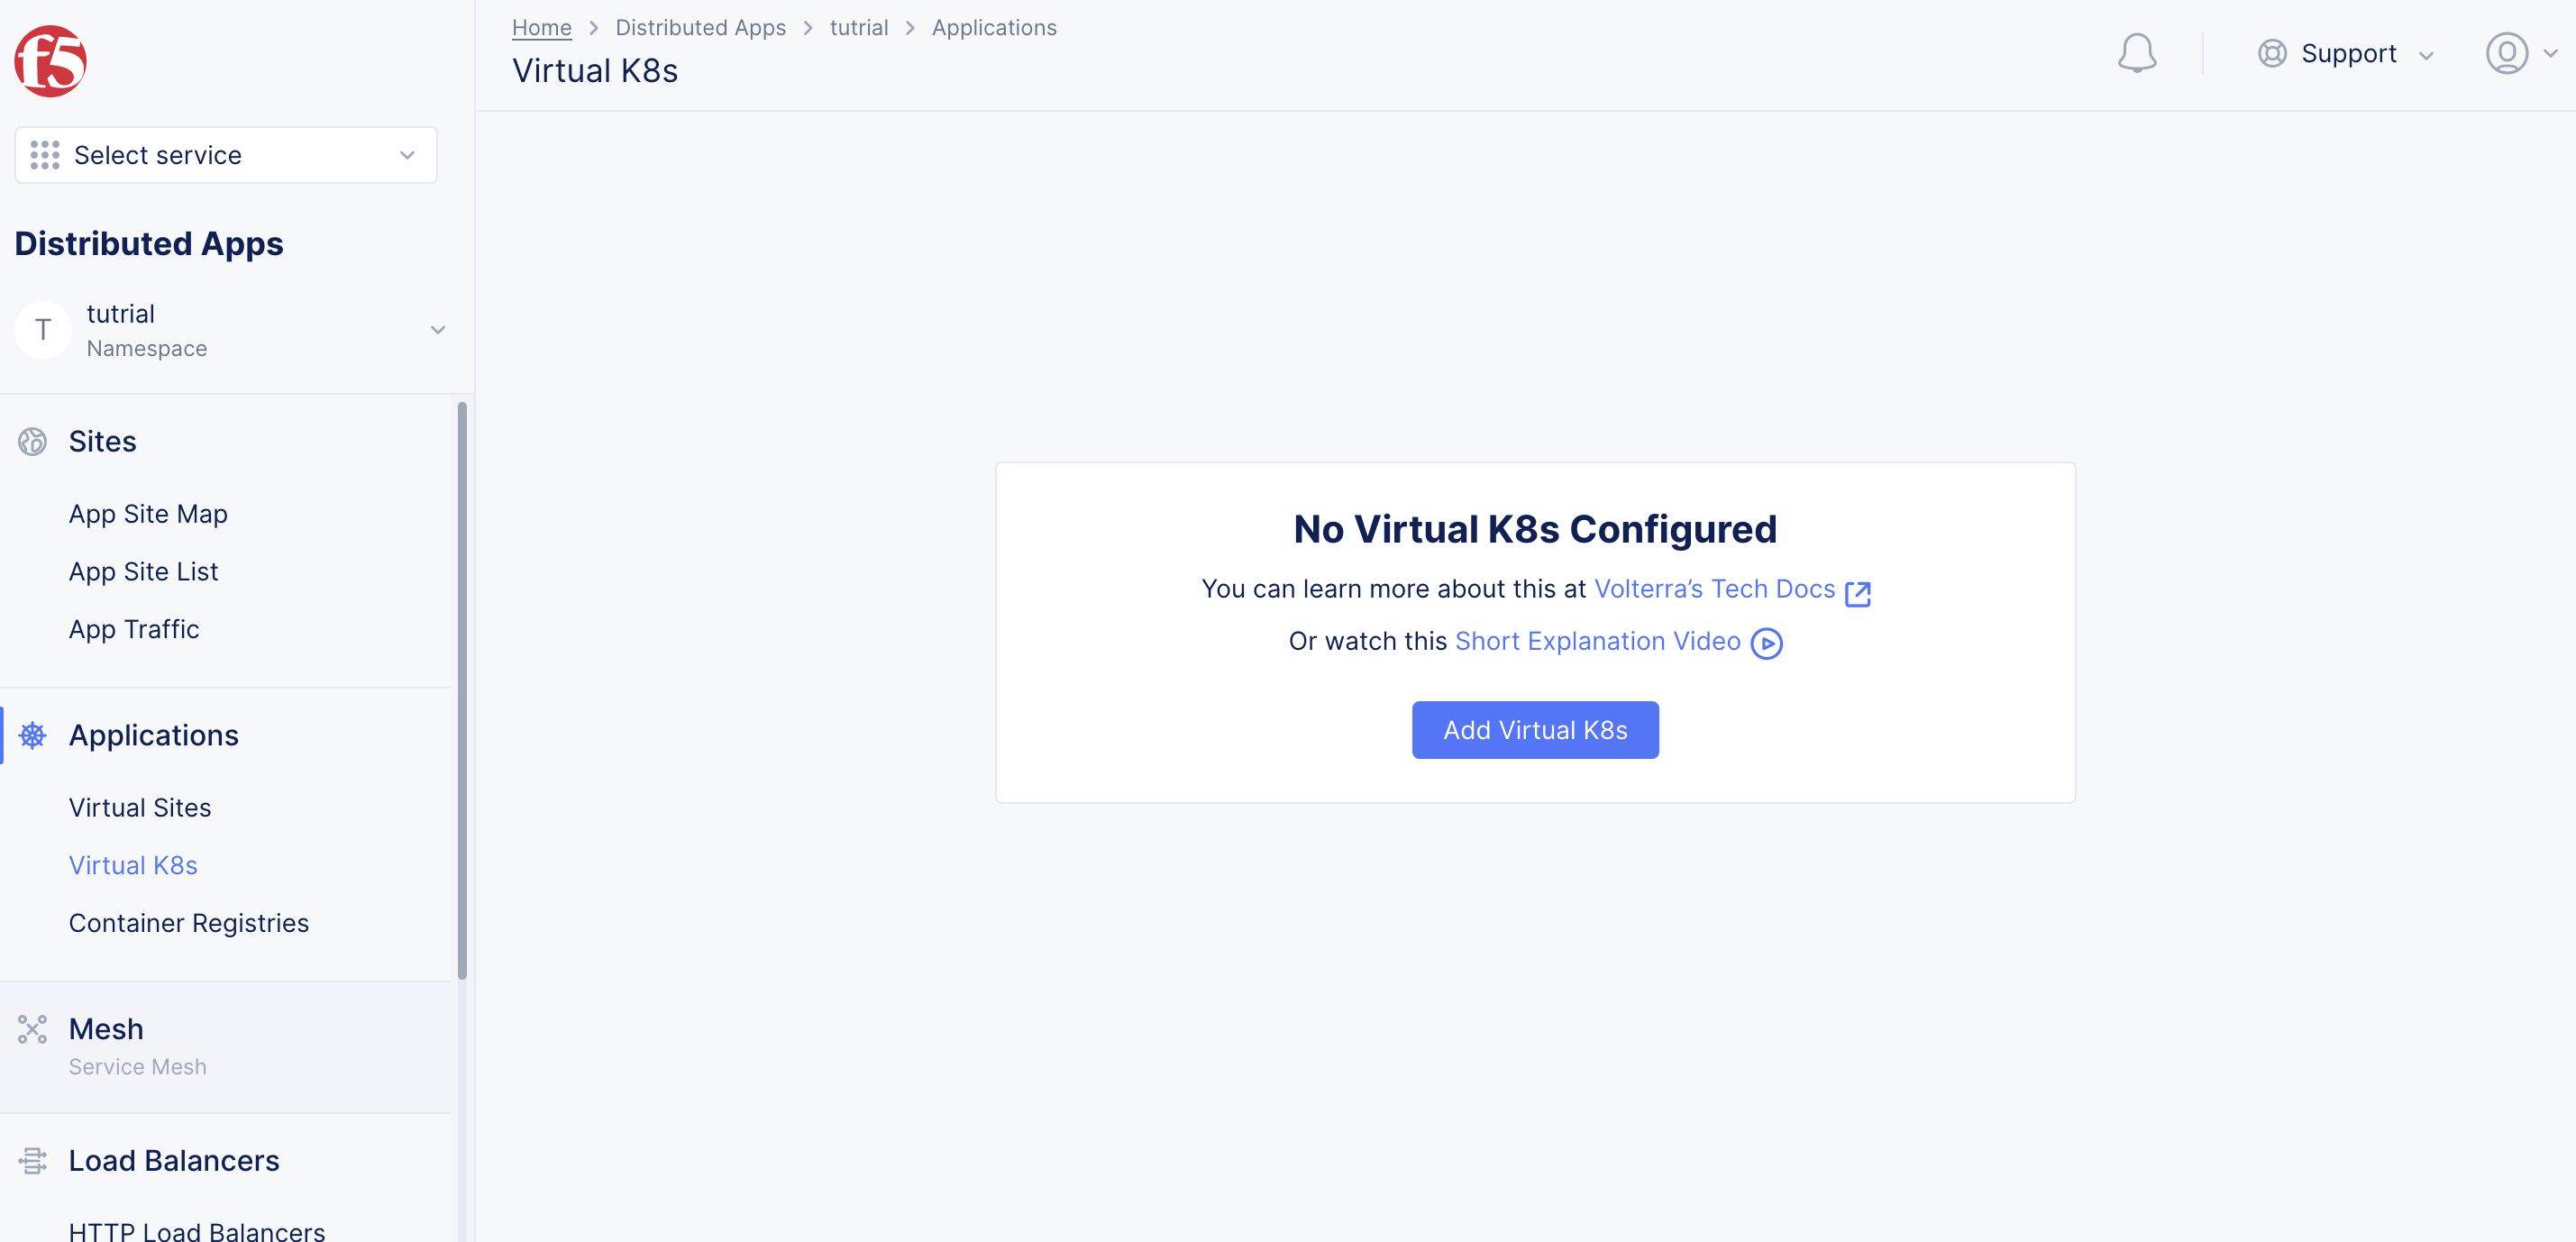 f5
Select service
Distributed Apps
T
tutrial
Namespace
Sites
App Site Map
App Site List
App Traffic
Applications
Virtual Sites
Virtual K8s
Container Registries
Mesh
Service Mesh
Load Balancers
HTTP Load Balancers
Home > Distributed Apps > tutrial > Applications
Virtual K8s
Support
No Virtual K8s Configured
You can learn more about this at Volterra’s Tech Docs
Or watch this Short Explanation Video
Add Virtual K8s